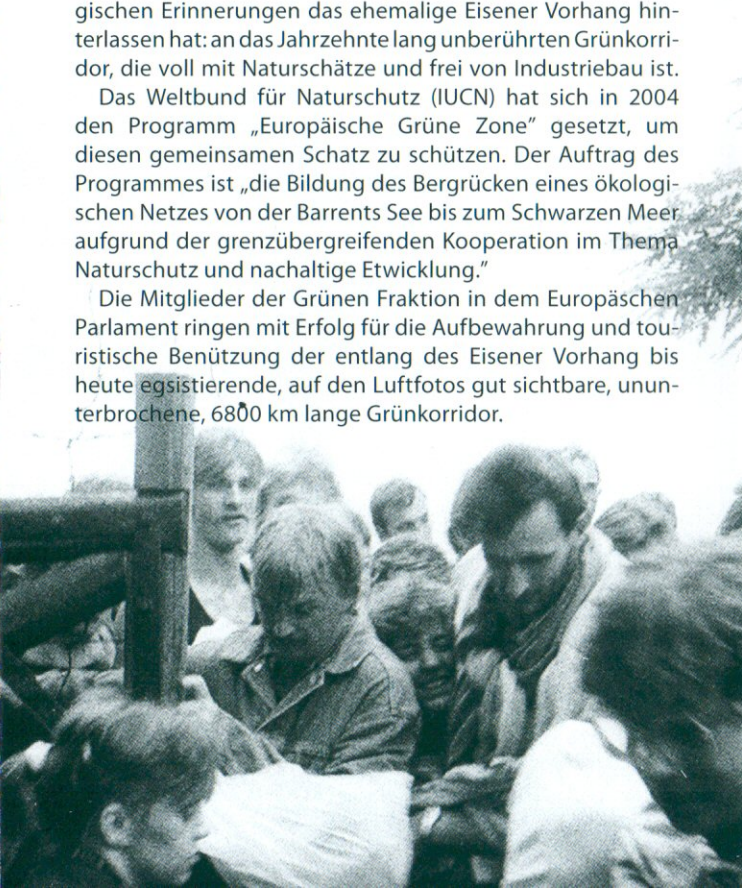 gischen Erinnerungen das ehemalige Eisener Vorhang hin-
terlassen hat: an das Jahrzehnte lang unberührten Grünkorri-
dor, die voll mit Naturschätze und frei von Industriebau ist.
Das Weltbund für Naturschutz (IUCN) hat sich in 2004
den Programm „Europäische Grüne Zone” gesetzt, um
diesen gemeinsamen Schatz zu schützen. Der Auftrag des
Programmes ist „die Bildung des Bergrücken eines ökologi-
schen Netzes von der Barrents See bis zum Schwarzen Meer
aufgrund der grenzübergreifenden Kooperation im Thema
Naturschutz und nachaltige Etwicklung.”
Die Mitglieder der Grünen Fraktion in dem Europäschen
Parlament ringen mit Erfolg für die Aufbewahrung und tou-
ristische Benützung der entlang des Eisener Vorhang bis
heute egsistierende, auf den Luftfotos gut sichtbare, unun-
terbrochene, 6800 km lange Grünkorridor.